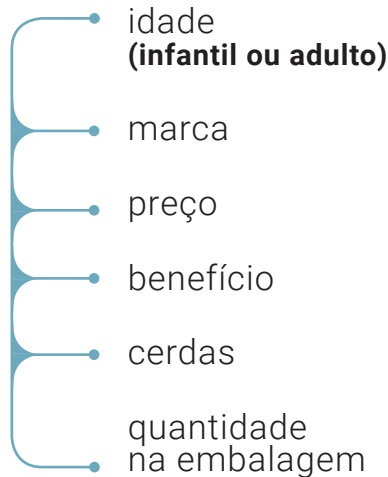 idade
(infantil ou adulto)
marca
preço
benefício
cerdas
quantidade
na embalagem